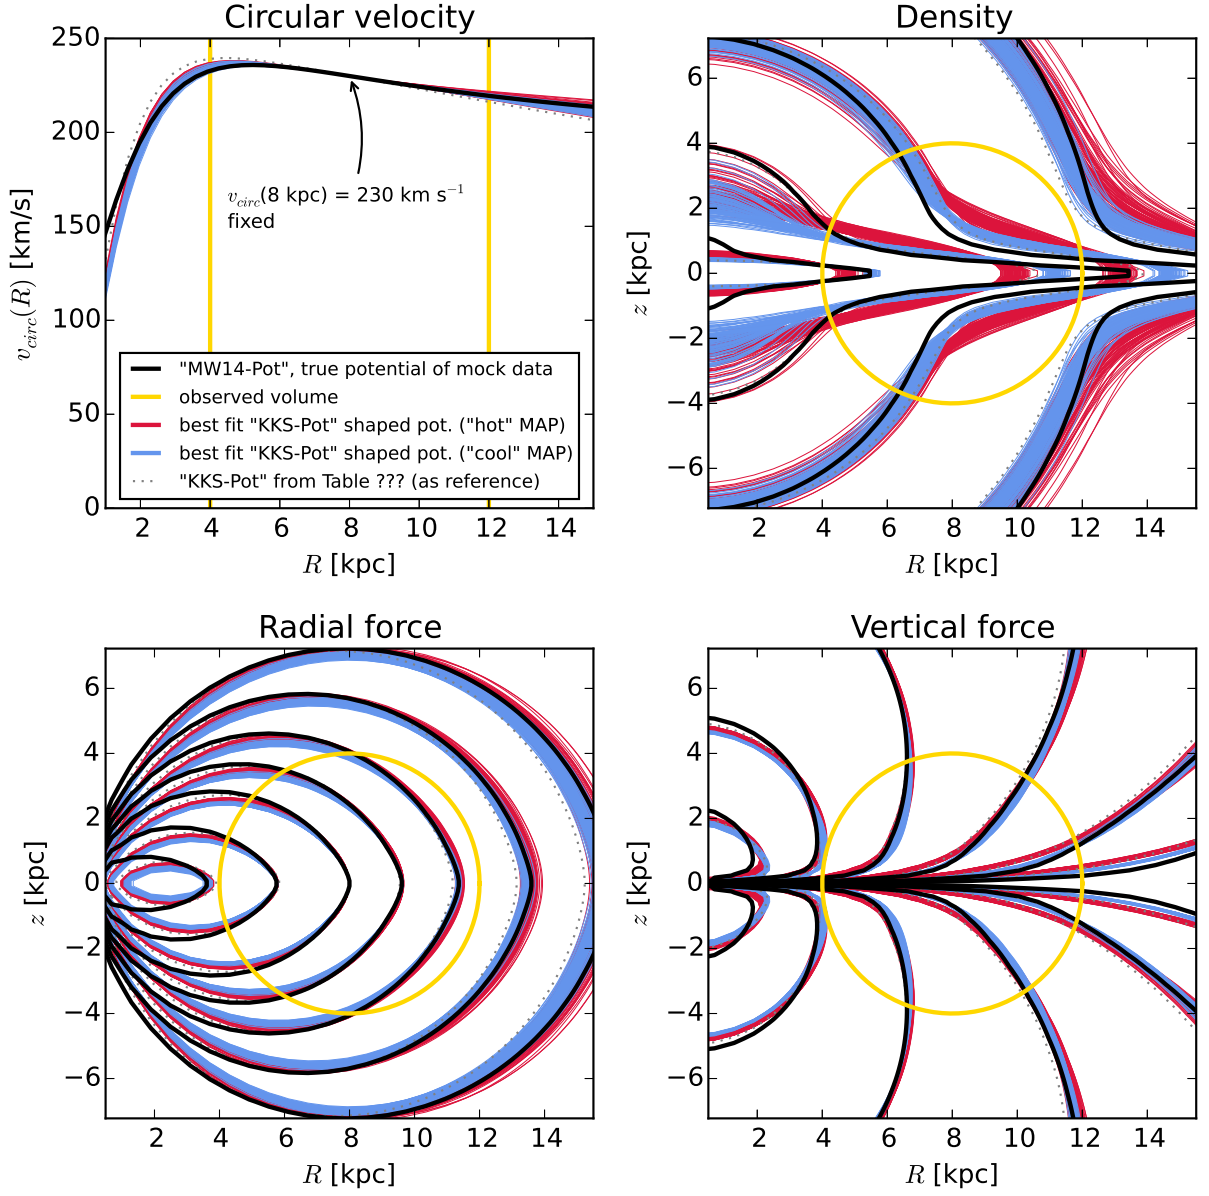 Circular velocity
250
200
150
100
50
0
2 4 6 8 10 12 14
R [kpc]
v_circ(R) [km/s]
v_circ(8 kpc) = 230 km s⁻¹
fixed
"MW14-Pot", true potential of mock data
observed volume
best fit "KKS-Pot" shaped pot. ("hot" MAP)
best fit "KKS-Pot" shaped pot. ("cool" MAP)
"KKS-Pot" from Table ??? (as reference)
Density
6
4
2
0
−2
−4
−6
2 4 6 8 10 12 14
R [kpc]
z [kpc]
Radial force
6
4
2
0
−2
−4
−6
2 4 6 8 10 12 14
R [kpc]
z [kpc]
Vertical force
6
4
2
0
−2
−4
−6
2 4 6 8 10 12 14
R [kpc]
z [kpc]